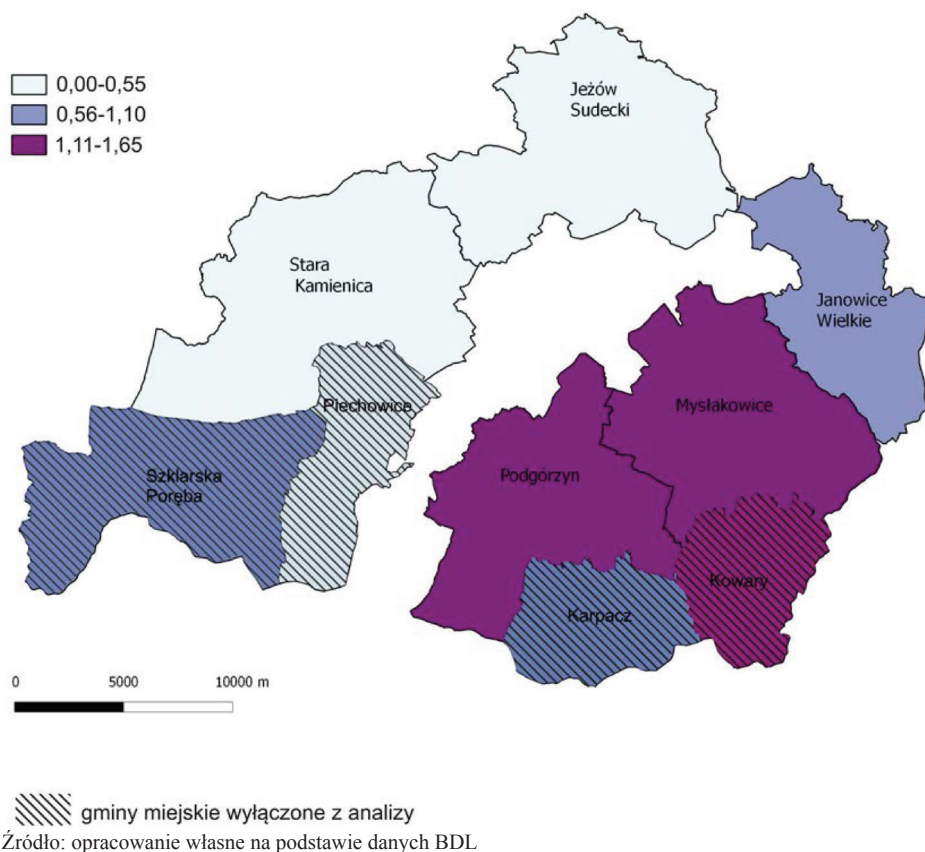 0,00-0,55
0,56-1,10
1,11-1,65
Jeżów
Sudecki
Stara
Kamienica
Janowice
Wielkie
Piechowice
Mysłakowice
Szklarska
Poręba
Podgórzyn
Kowary
Karpacz
0 5000 10000 m
gminy miejskie wyłączone z analizy
Źródło: opracowanie własne na podstawie danych BDL